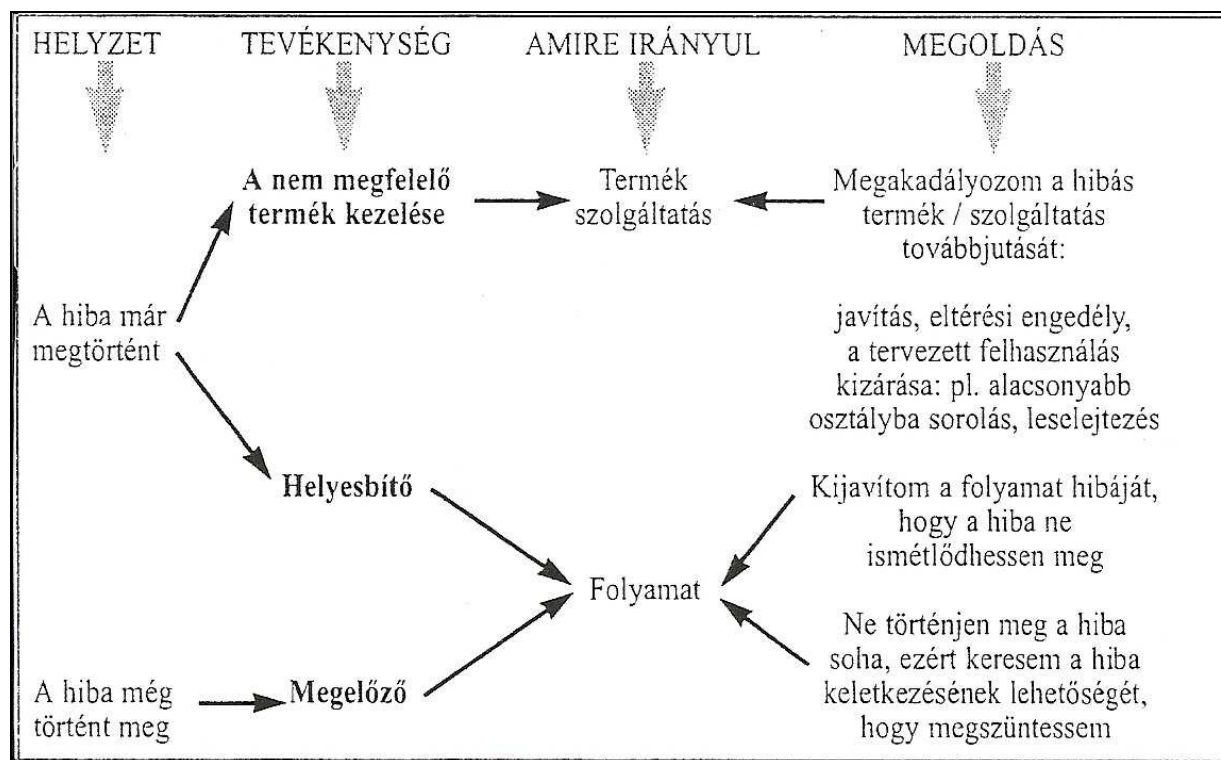 HELYZET
TEVÉKENYSÉG
AMIRE IRÁNYUL
MEGOLDÁS
A nem megfelelő
termék kezelése
Termék
szolgáltatás
Megakadályozom a hibás
termék / szolgáltatás
továbbjutását:
A hiba már
megtörtént
javítás, eltérési engedély,
a tervezett felhasználás
kizárása: pl. alacsonyabb
osztályba sorolás, leselejtezés
Helyesbítő
Kijavítom a folyamat hibáját,
hogy a hiba ne
ismétlődhessen meg
Folyamat
A hiba még
történt meg
Megelőző
Ne történjen meg a hiba
soha, ezért keresem a hiba
keletkezésének lehetőségét,
hogy megszüntessem